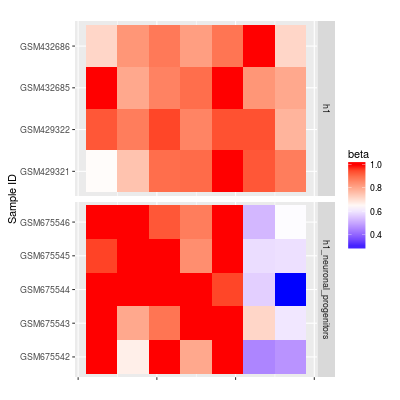 GSM432686
GSM432685
GSM429322
GSM429321
h1
GSM675546
GSM675545
GSM675544
GSM675543
GSM675542
h1_neuronal_progenitors
Sample ID
beta
1.0
0.8
0.6
0.4